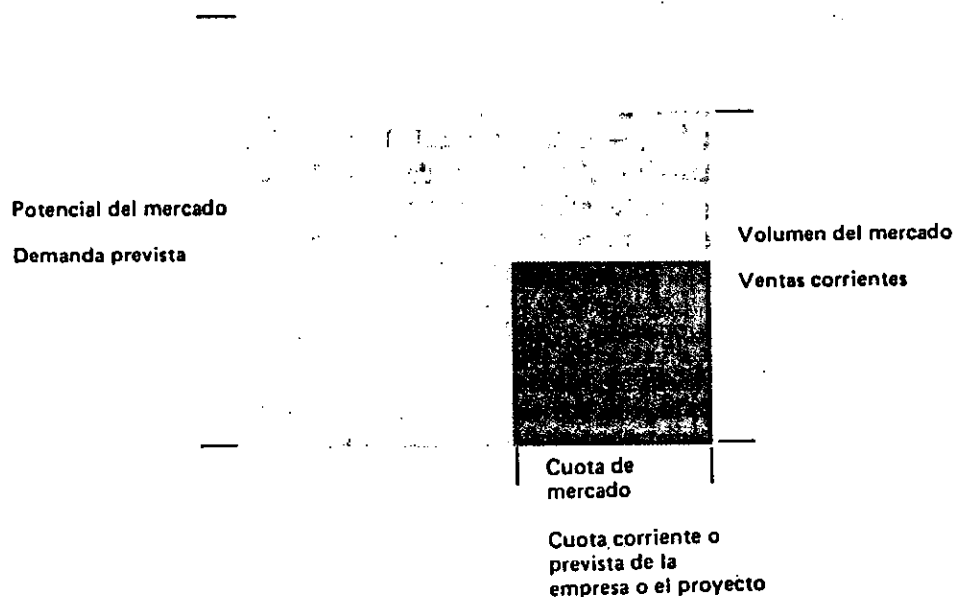 Potencial del mercado
Demanda prevista
Volumen del mercado
Ventas corrientes
Cuota de
mercado
Cuota corriente o
prevista de la
empresa o el proyecto